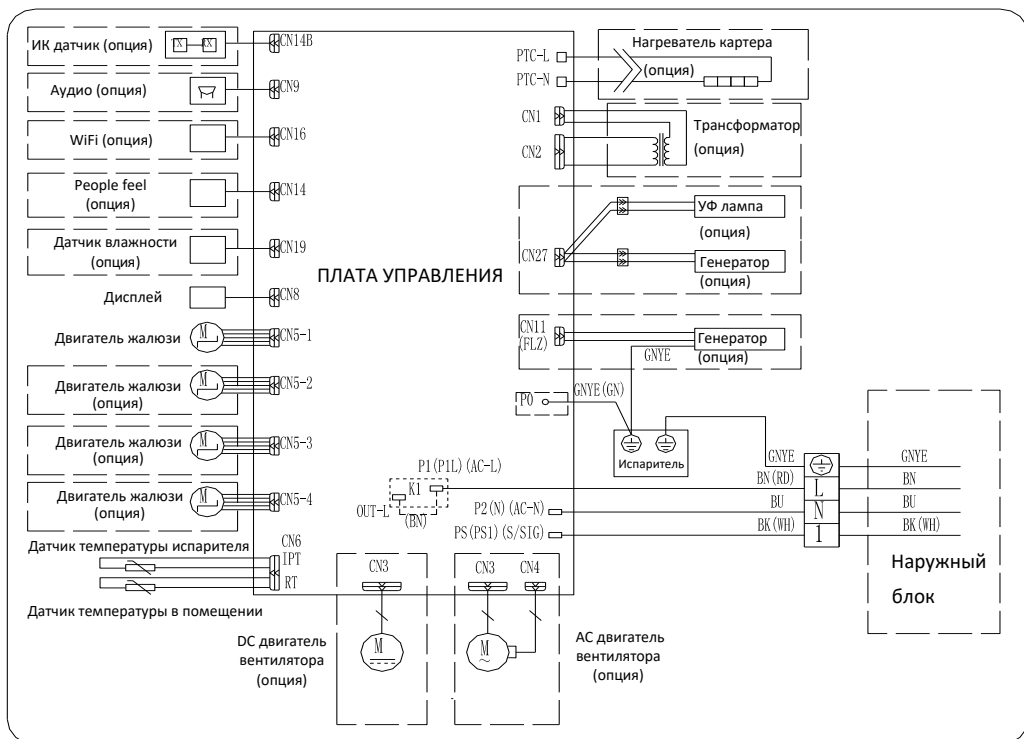 ИК датчик (опция)
TX
RX
CN14B
Аудио (опция)
CN9
WiFi (опция)
CN16
People feel
(опция)
CN14
Датчик влажности
(опция)
CN19
Дисплей
CN8
Двигатель жалюзи
M
CN5-1
Двигатель жалюзи
(опция)
M
CN5-2
Двигатель жалюзи
(опция)
M
CN5-3
Двигатель жалюзи
(опция)
M
CN5-4
Датчик температуры испарителя
CN6
IPT
RT
Датчик температуры в помещении
ПЛАТА УПРАВЛЕНИЯ
PTC-L
PTC-N
Нагреватель картера
(опция)
CN1
CN2
Трансформатор
(опция)
CN27
УФ лампа
(опция)
Генератор
(опция)
CN11
(FLZ)
Генератор
(опция)
GNYE
P0
GNYE(GN)
Испаритель
P1(P1L)(AC-L)
K1
OUT-L
(BN)
P2(N)(AC-N)
PS(PS1)(S/SIG)
GNYE
BN(RD)
BU
BK(WH)
L
N
1
GNYE
BN
BU
BK(WH)
Наружный
блок
CN3
M
DC двигатель
вентилятора
(опция)
CN3
CN4
M
~
AC двигатель
вентилятора
(опция)